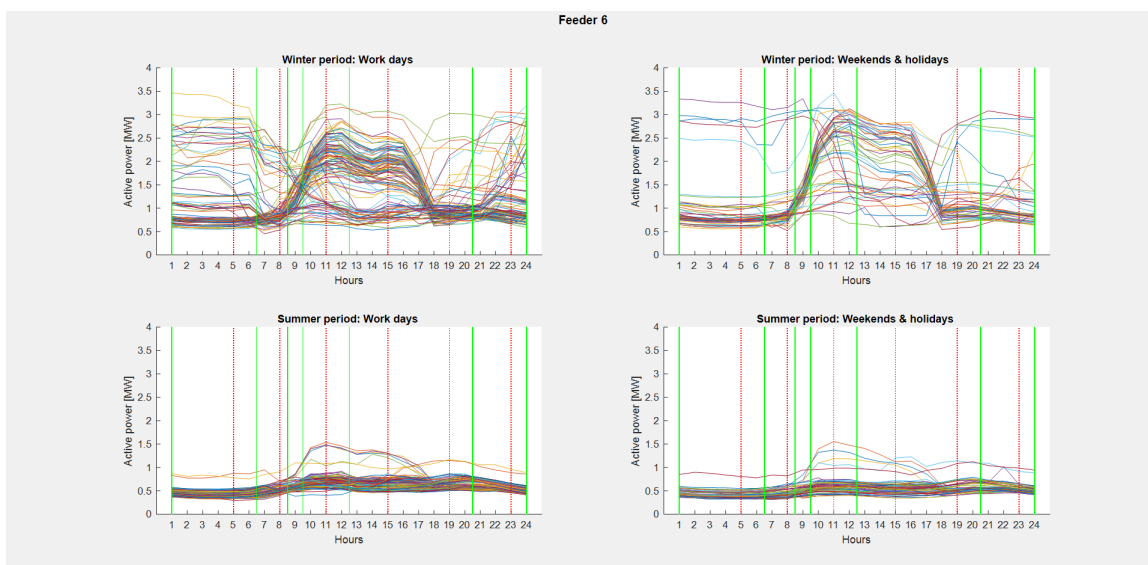 Feeder 6
Winter period: Work days
Active power [MW]
4
3.5
3
2.5
2
1.5
1
0.5
0
1 2 3 4 5 6 7 8 9 10 11 12 13 14 15 16 17 18 19 20 21 22 23 24
Hours
Winter period: Weekends & holidays
Active power [MW]
4
3.5
3
2.5
2
1.5
1
0.5
0
1 2 3 4 5 6 7 8 9 10 11 12 13 14 15 16 17 18 19 20 21 22 23 24
Hours
Summer period: Work days
Active power [MW]
4
3.5
3
2.5
2
1.5
1
0.5
0
1 2 3 4 5 6 7 8 9 10 11 12 13 14 15 16 17 18 19 20 21 22 23 24
Hours
Summer period: Weekends & holidays
Active power [MW]
4
3.5
3
2.5
2
1.5
1
0.5
0
1 2 3 4 5 6 7 8 9 10 11 12 13 14 15 16 17 18 19 20 21 22 23 24
Hours